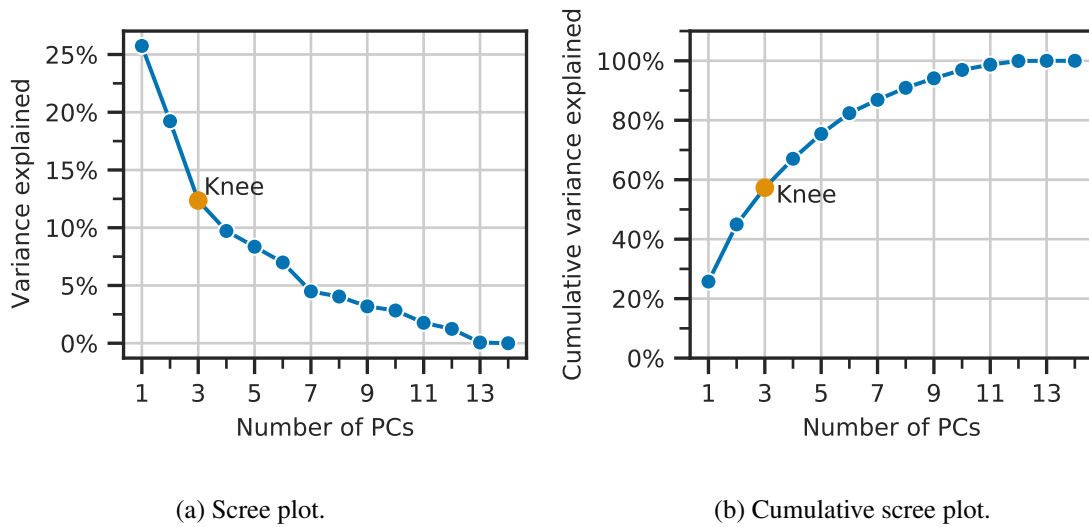 25%
20%
15%
10%
5%
0%
Variance explained
Knee
1 3 5 7 9 11 13
Number of PCs
(a) Scree plot.
100%
80%
60%
40%
20%
0%
Cumulative variance explained
Knee
1 3 5 7 9 11 13
Number of PCs
(b) Cumulative scree plot.